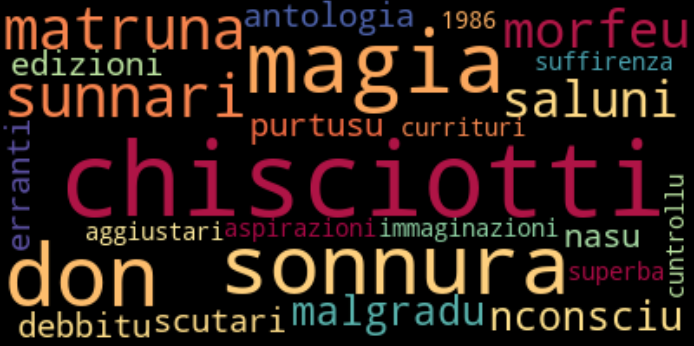 matruna antologia 1986 morfeu
edizioni magia suffirenza
sunnari saluni
purtusu currituri
erranti chisciotti
aggiustari aspirazioni immaginazioni nasu cuntrollu
don sonnura superba
debbitu scutari malgradu nconsciu